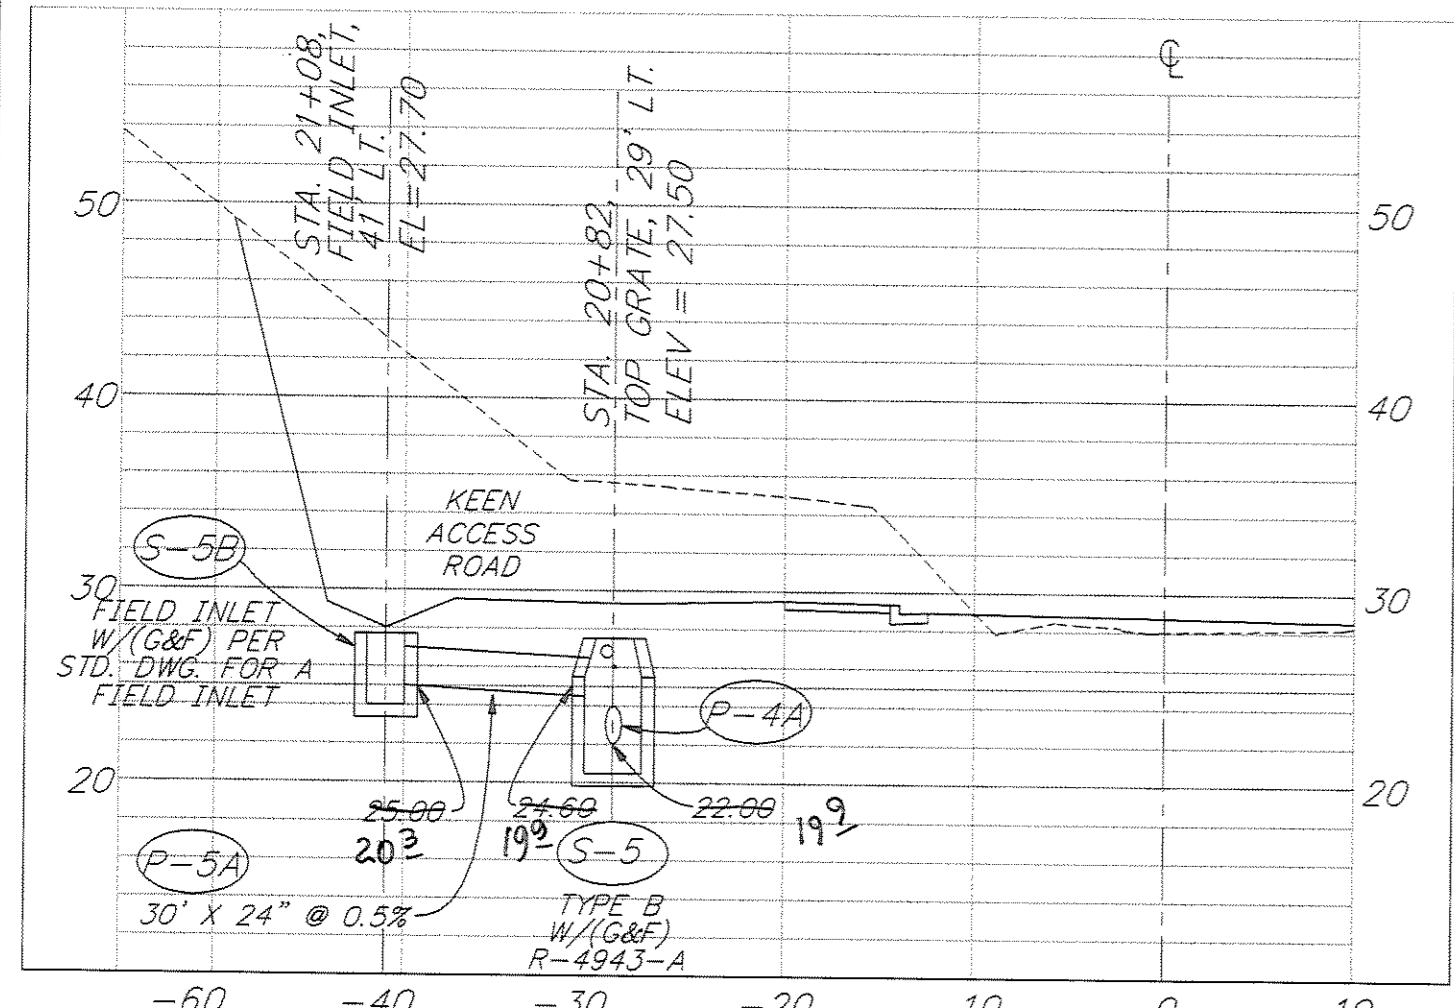 STA. 21+08,
FIELD INLET,
41' LT.
EL=27.70
STA. 20+82,
TOP GRATE, 29' LT.
ELEV = 27.50
℄
50
50
40
40
KEEN
ACCESS
ROAD
S-5B
30
30
FIELD INLET
W/(G&F) PER
STD. DWG. FOR A
FIELD INLET
P-4A
20
20
25.00
24.60
22.00
20.3
19.9
19.9
S-5
P-5A
30' X 24" @ 0.5%
TYPE B
W/(G&F)
R-4943-A
-60
-40
-30
-20
-10
0
10